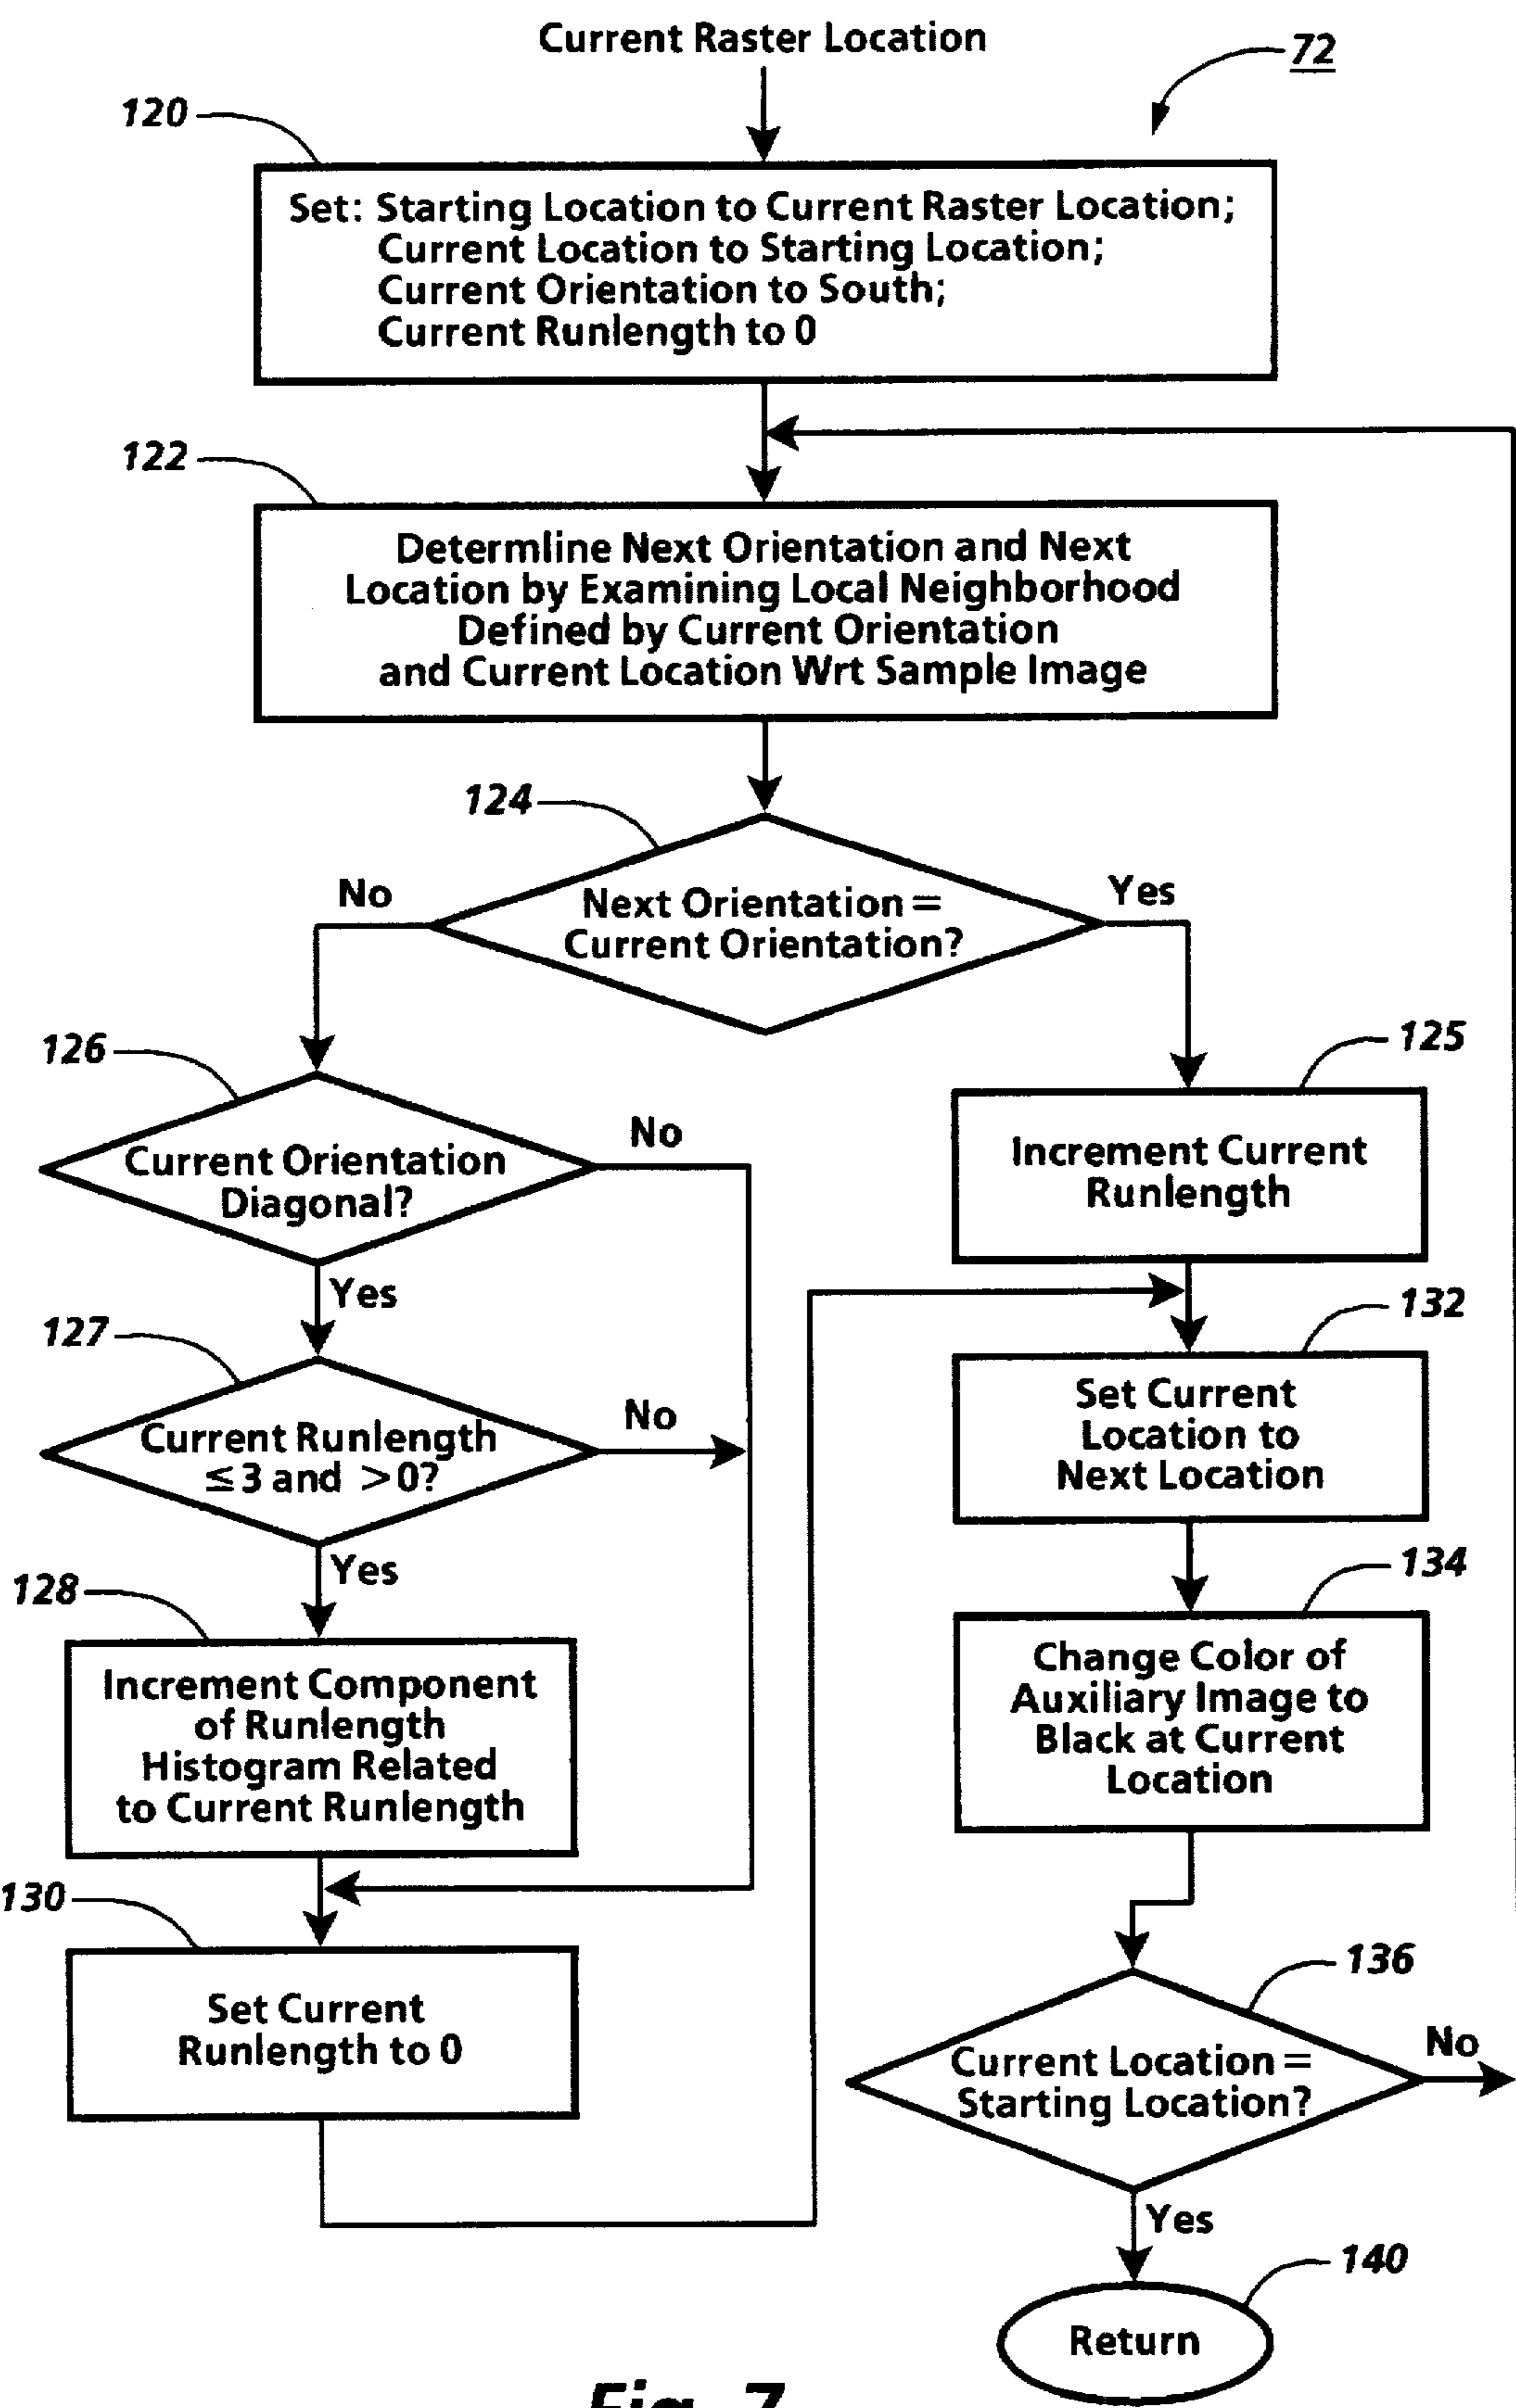 Current Raster Location
72
120
Set: Starting Location to Current Raster Location;
Current Location to Starting Location;
Current Orientation to South;
Current Runlength to 0
122
Determline Next Orientation and Next
Location by Examining Local Neighborhood
Defined by Current Orientation
and Current Location Wrt Sample Image
124
No
Yes
Next Orientation =
Current Orientation?
126
Current Orientation
Diagonal?
No
Yes
125
Increment Current
Runlength
127
Current Runlength
≤ 3 and > 0?
No
Yes
132
Set Current
Location to
Next Location
128
Increment Component
of Runlength
Histogram Related
to Current Runlength
134
Change Color of
Auxiliary Image to
Black at Current
Location
130
Set Current
Runlength to 0
136
Current Location =
Starting Location?
No
Yes
140
Return
Fig. 7